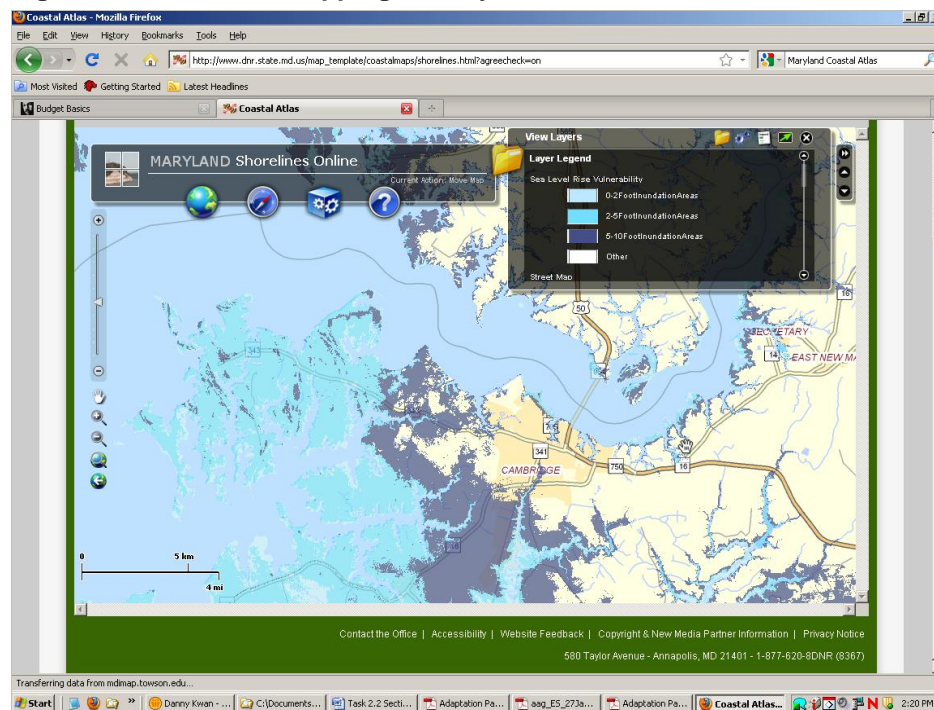 Coastal Atlas - Mozilla Firefox
File Edit View History Bookmarks Tools Help
http://www.dnr.state.md.us/map_template/coastalmaps/shorelines.html?agreecheck=on
Maryland Coastal Atlas
Most Visited Getting Started Latest Headlines
Budget Basics
Coastal Atlas
MARYLAND Shorelines Online
Current Action: Move Map
View Layers
Layer Legend
Sea Level Rise Vulnerability
0-2FootInundationAreas
2-5FootInundationAreas
5-10FootInundationAreas
Other
Street Map
50
16
SECRETARY
14
EAST NEW MA
343
341
CAMBRIDGE
750
16
16
0 5 km
4 mi
Contact the Office | Accessibility | Website Feedback | Copyright & New Media Partner Information | Privacy Notice
580 Taylor Avenue - Annapolis, MD 21401 - 1-877-620-8DNR (8367)
Transferring data from mdimap.towson.edu...
Start
Danny Kwan - ...
C:\Documents...
Task 2.2 Secti...
Adaptation Pa...
aag_ES_273a...
Adaptation Pa...
Coastal Atlas...
2:20 PM